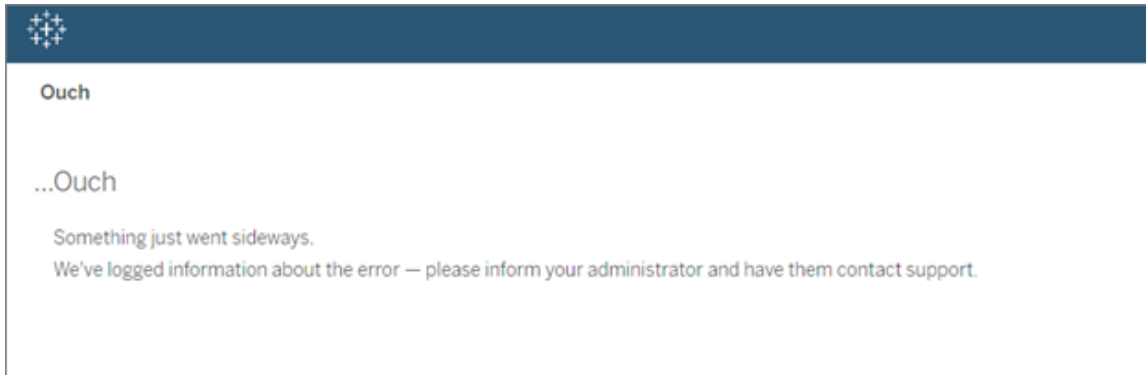 Ouch
...Ouch
Something just went sideways.
We've logged information about the error — please inform your administrator and have them contact support.